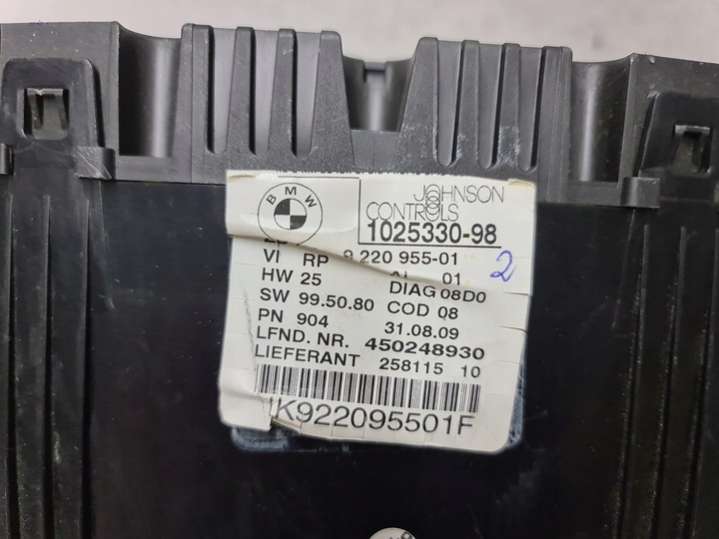 BMW
JOHNSON
CONTROLS
1025330-98
VI RP 9 220 955-01
HW 25 01
DIAG 08D0
SW 99.50.80 COD 08
PN 904 31.08.09
LFND. NR. 450248930
LIEFERANT 258115 10
K922095501F
2